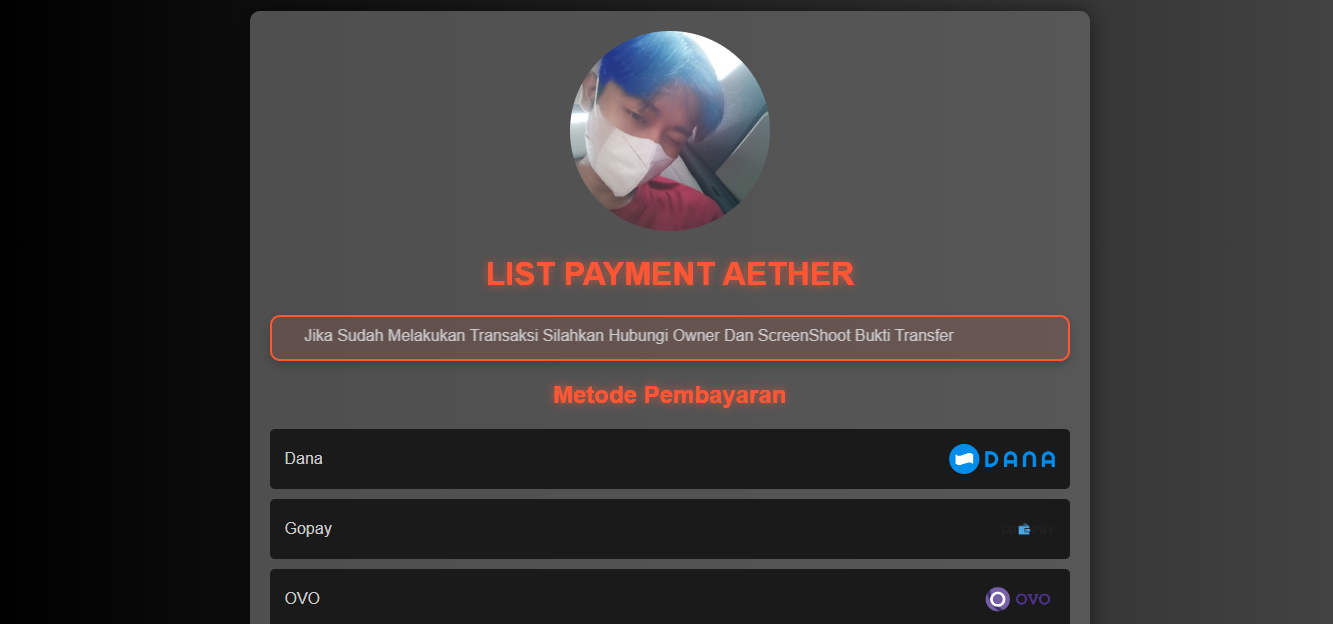 LIST PAYMENT AETHER
Jika Sudah Melakukan Transaksi Silahkan Hubungi Owner Dan ScreenShoot Bukti Transfer
Metode Pembayaran
Dana
DANA
Gopay
OVO
OVO